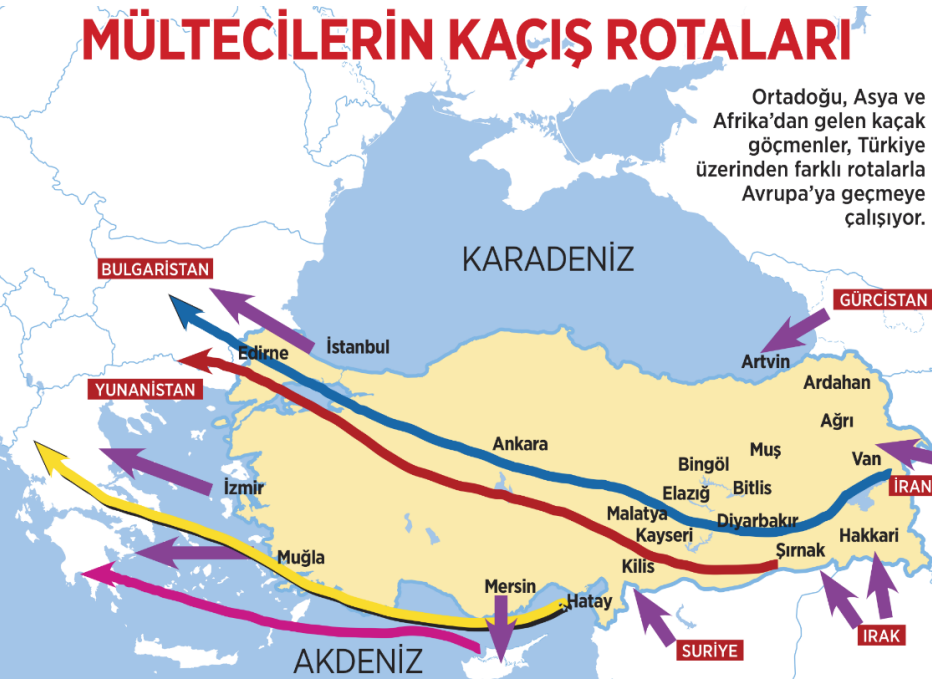 MÜLTECİLERİN KAÇIŞ ROTALARI
Ortadoğu, Asya ve
Afrika'dan gelen kaçak
göçmenler, Türkiye
üzerinden farklı rotalarla
Avrupa'ya geçmeye
çalışıyor.
KARADENİZ
BULGARİSTAN
GÜRCİSTAN
Edirne
İstanbul
Artvin
Ardahan
YUNANİSTAN
Ağrı
Ankara
Muş
Van
Bingöl
İRAN
İzmir
Elazığ
Bitlis
Malatya
Diyarbakır
Kayseri
Hakkari
Şırnak
Muğla
Kilis
Mersin
Hatay
IRAK
SURİYE
AKDENİZ